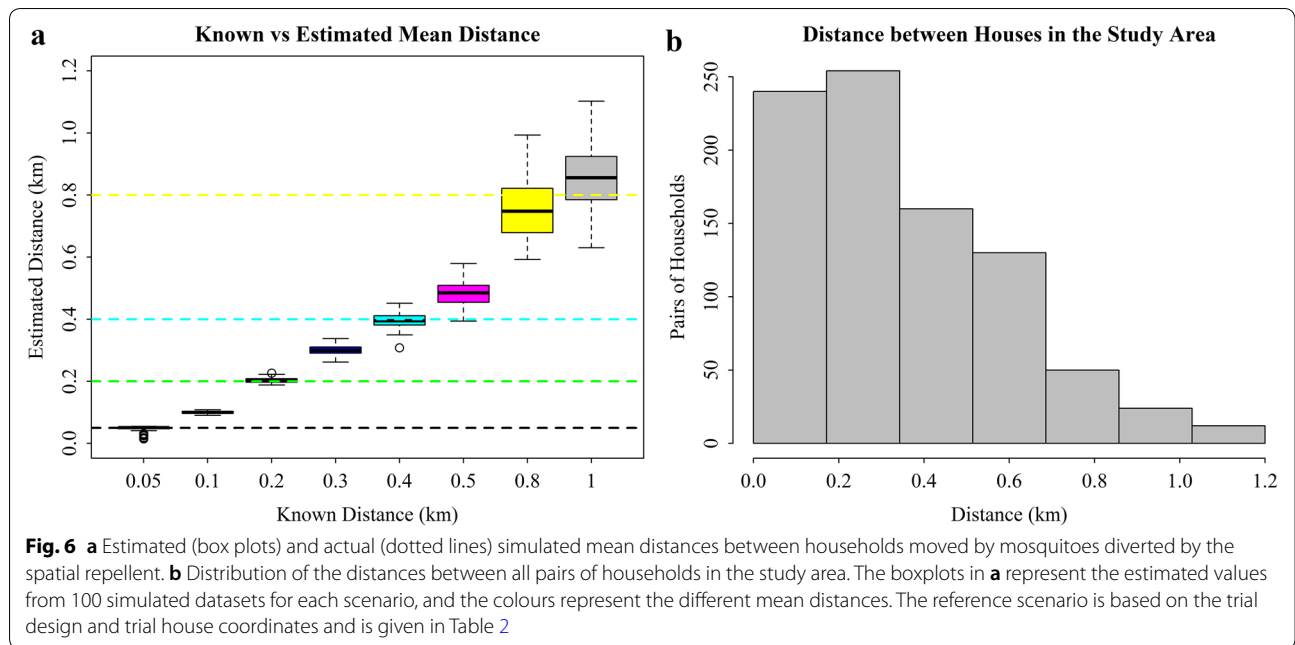 a
Known vs Estimated Mean Distance
Estimated Distance (km)
1.2
1.0
0.8
0.6
0.4
0.2
0.0
0.05 0.1 0.2 0.3 0.4 0.5 0.8 1
Known Distance (km)
b
Distance between Houses in the Study Area
Pairs of Households
250
200
150
100
50
0
0.0 0.2 0.4 0.6 0.8 1.0 1.2
Distance (km)
Fig. 6 a Estimated (box plots) and actual (dotted lines) simulated mean distances between households moved by mosquitoes diverted by the
spatial repellent. b Distribution of the distances between all pairs of households in the study area. The boxplots in a represent the estimated values
from 100 simulated datasets for each scenario, and the colours represent the different mean distances. The reference scenario is based on the trial
design and trial house coordinates and is given in Table 2